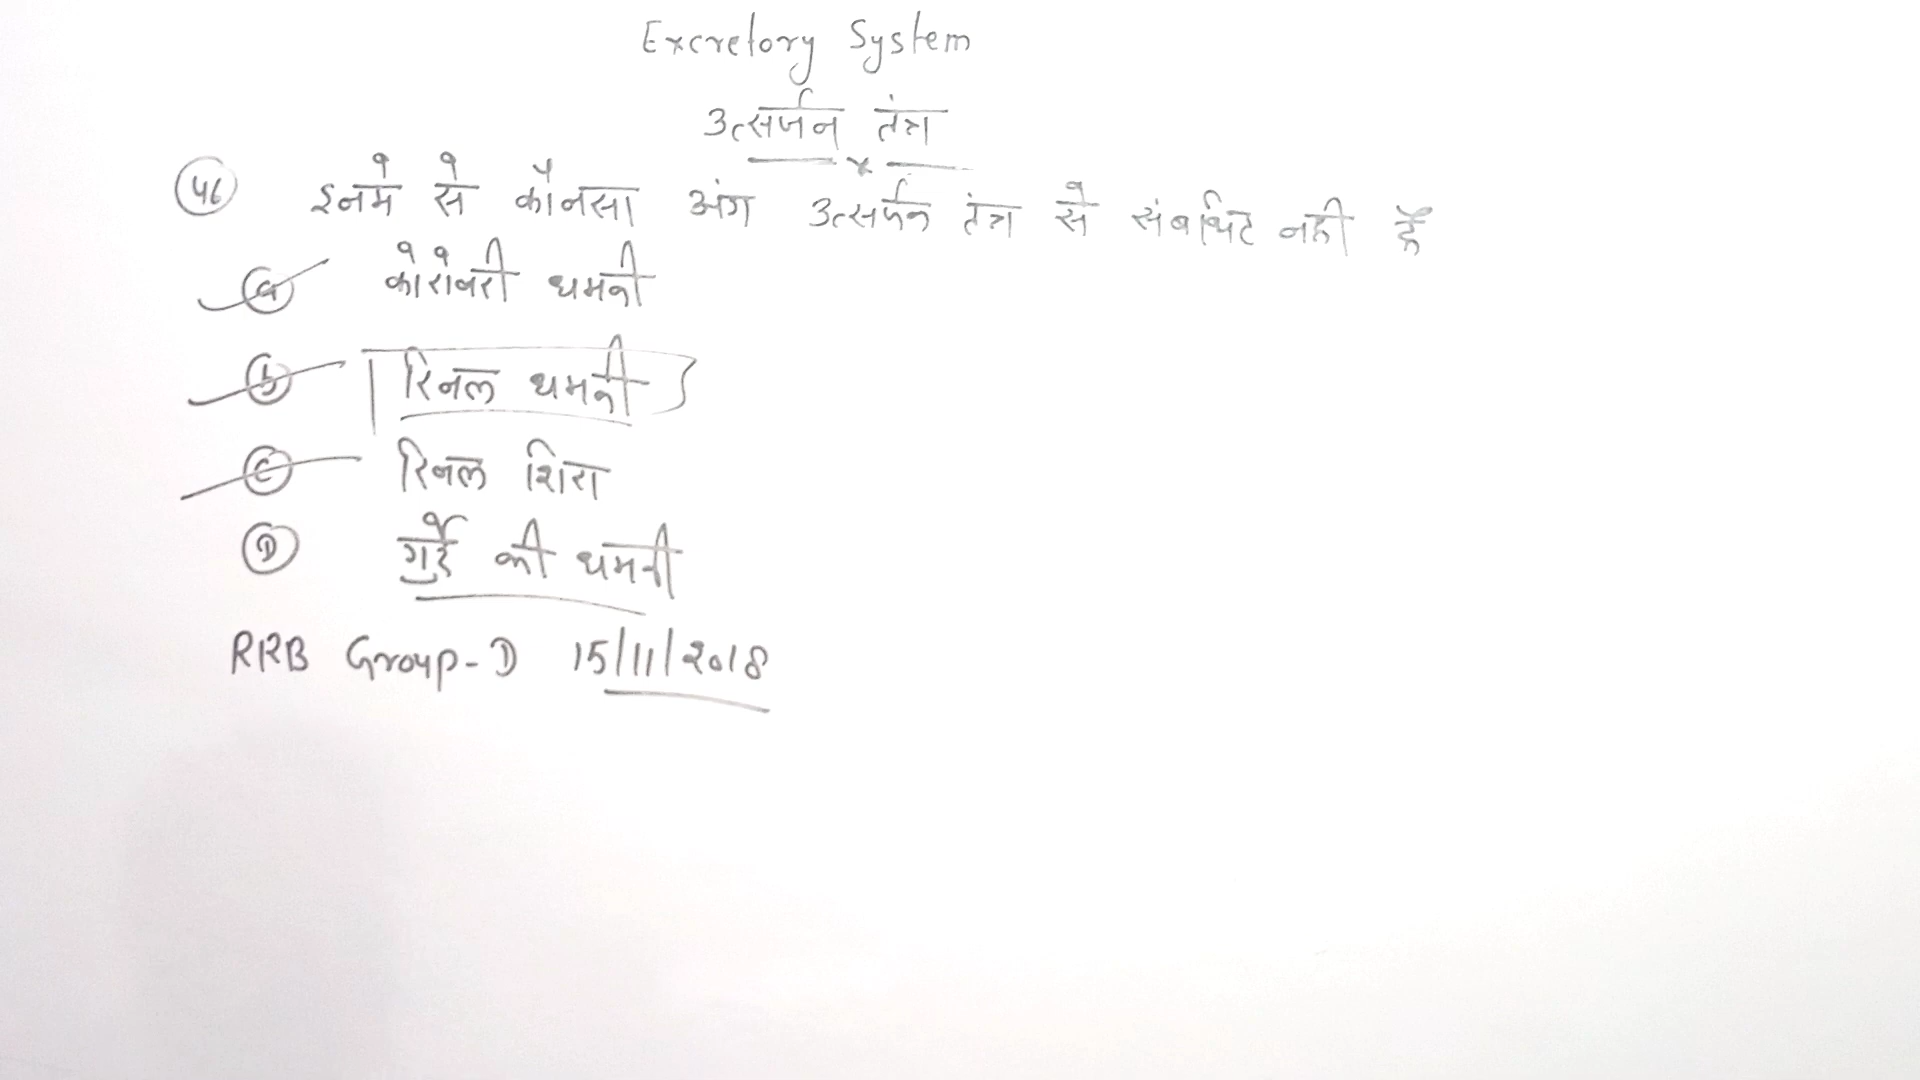 Excretory System
उत्सर्जन तंत्र
46 इनमे से कौनसा अंग उत्सर्जन तंत्र से संबधित नही है
a कोरोनरी धमनी
b रिनल धमनी
c रिनल शिरा
D गुर्दे की धमनी
RRB Group-D 15/11/2018